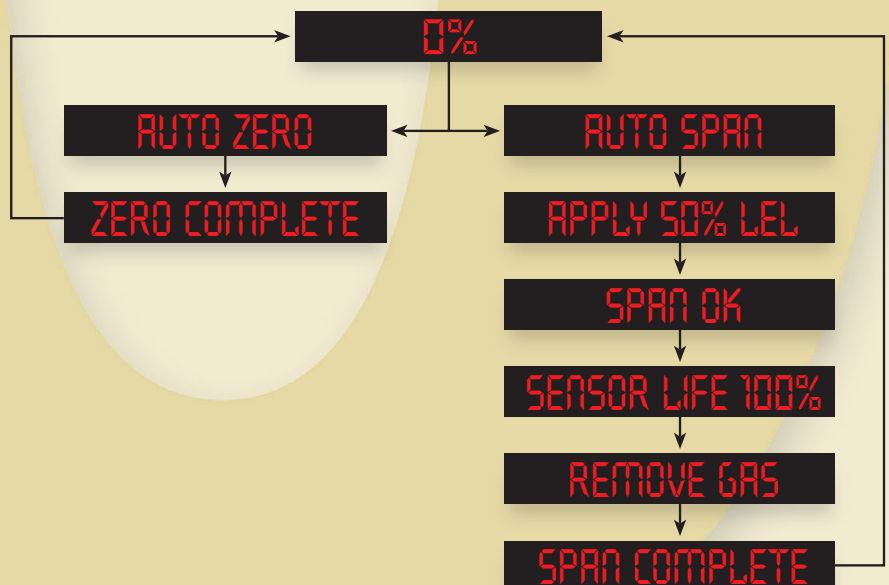 0%
AUTO ZERO
ZERO COMPLETE
AUTO SPAN
APPLY 50% LEL
SPAN OK
SENSOR LIFE 100%
REMOVE GAS
SPAN COMPLETE